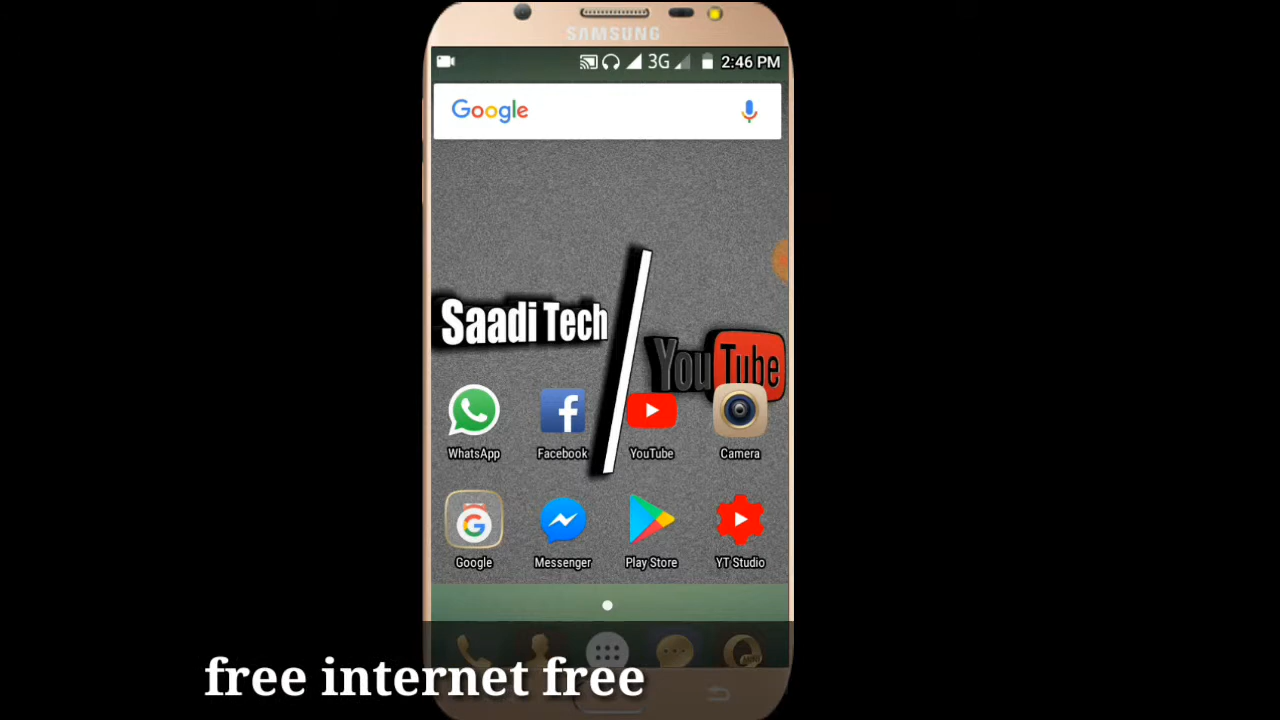 SAMSUNG
3G 2:46 PM
Google
Saadi Tech
YouTube
WhatsApp Facebook YouTube Camera
Google Messenger Play Store YT Studio
free internet free